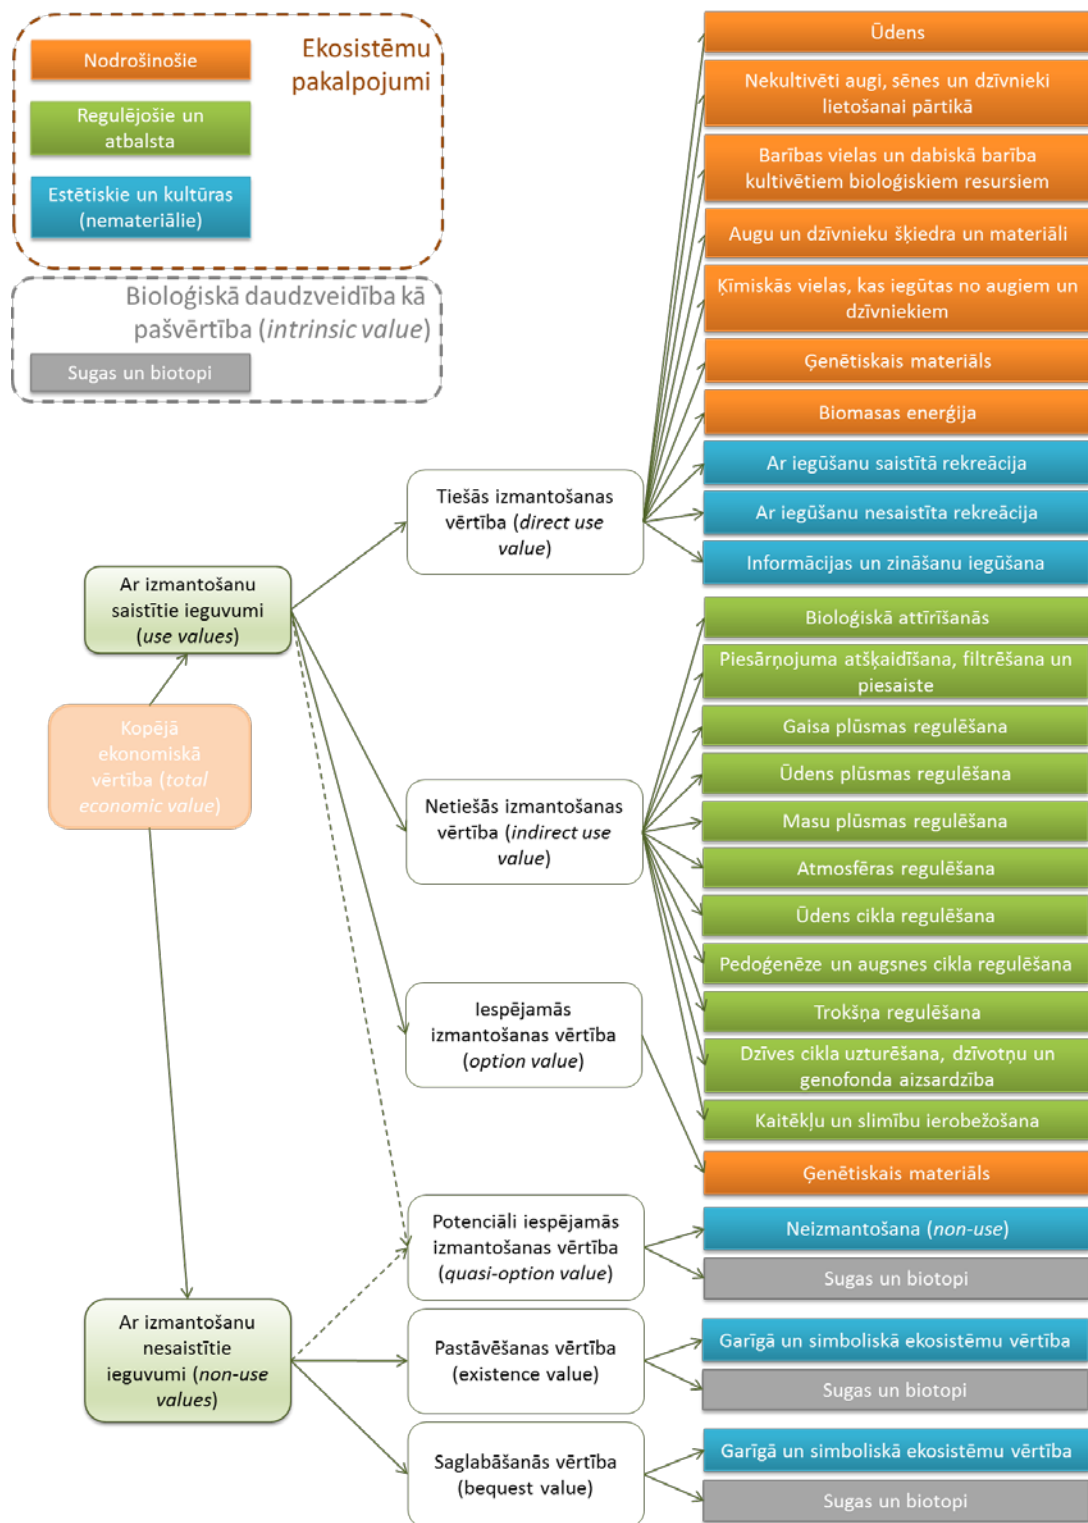 Ekosistēmu
pakalpojumi
Nodrošinošie
Regulējošie un
atbalsta
Estētiskie un kultūras
(nemateriālie)
Bioloģiskā daudzveidība kā
pašvērtība (intrinsic value)
Sugas un biotopi
Kopējā
ekonomiskā
vērtība (total
economic value)
Ar izmantošanu
saistītie ieguvumi
(use values)
Ar izmantošanu
nesaistītie
ieguvumi (non-use
values)
Tiešās izmantošanas
vērtība (direct use
value)
Netiešās izmantošanas
vērtība (indirect use
value)
Iespējamās
izmantošanas vērtība
(option value)
Potenciāli iespējamās
izmantošanas vērtība
(quasi-option value)
Pastāvēšanas vērtība
(existence value)
Saglabāšanās vērtība
(bequest value)
Ūdens
Nekultivēti augi, sēnes un dzīvnieki
lietošanai pārtikā
Barības vielas un dabiskā barība
kultivētiem bioloģiskiem resursiem
Augu un dzīvnieku šķiedra un materiāli
Ķīmiskās vielas, kas iegūtas no augiem un
dzīvniekiem
Ģenētiskais materiāls
Biomasas enerģija
Ar iegūšanu saistītā rekreācija
Ar iegūšanu nesaistīta rekreācija
Informācijas un zināšanu iegūšana
Bioloģiskā attīrīšanās
Piesārņojuma atšķaidīšana, filtrēšana un
piesaiste
Gaisa plūsmas regulēšana
Ūdens plūsmas regulēšana
Masu plūsmas regulēšana
Atmosfēras regulēšana
Ūdens cikla regulēšana
Pedoģenēze un augsnes cikla regulēšana
Trokšņa regulēšana
Dzīves cikla uzturēšana, dzīvotņu un
genofonda aizsardzība
Kaitēkļu un slimību ierobežošana
Ģenētiskais materiāls
Neizmantošana (non-use)
Sugas un biotopi
Garīgā un simboliskā ekosistēmu vērtība
Sugas un biotopi
Garīgā un simboliskā ekosistēmu vērtība
Sugas un biotopi